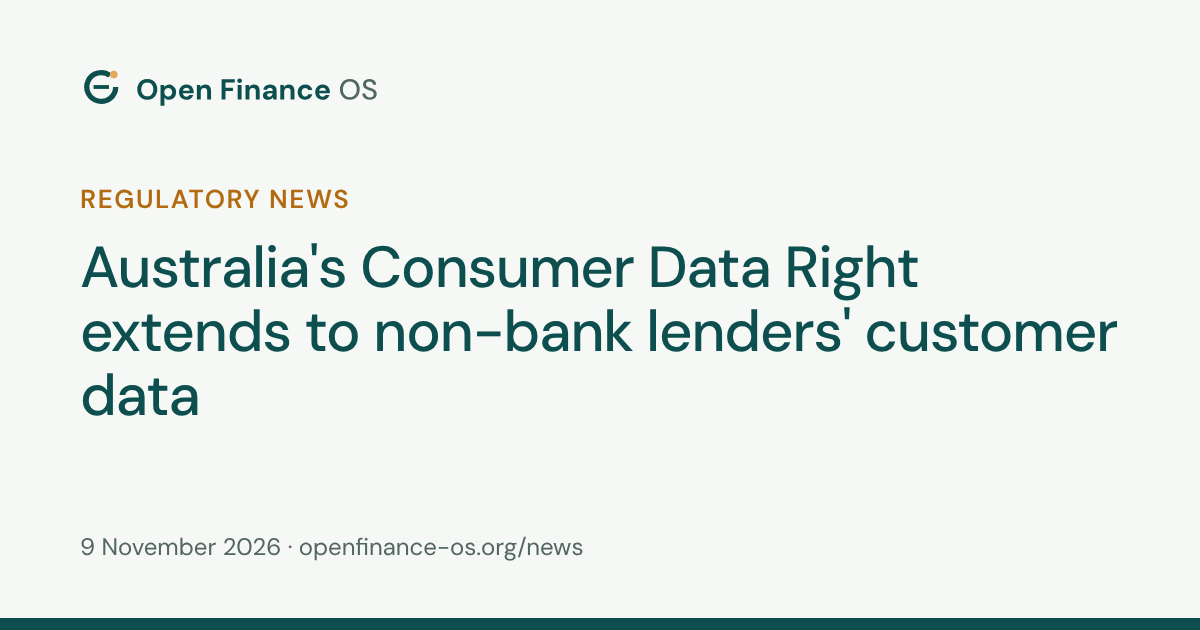 Open Finance OS
REGULATORY NEWS
Australia's Consumer Data Right
extends to non-bank lenders' customer
data
9 November 2026 · openfinance-os.org/news